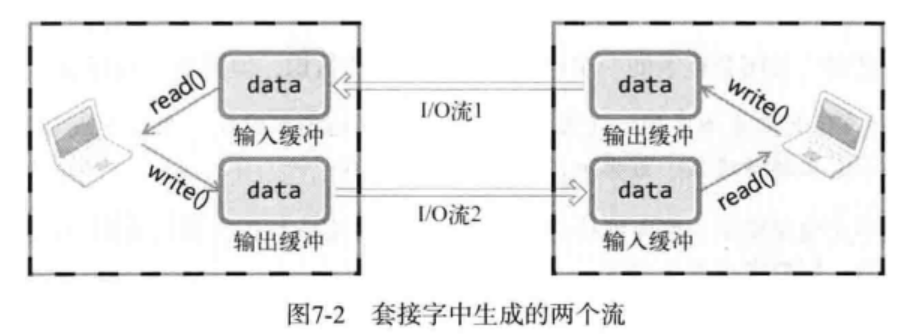 read()
data
输入缓冲
write()
data
输出缓冲
I/O流1
I/O流2
data
输出缓冲
write()
data
输入缓冲
read()
图7-2 套接字中生成的两个流